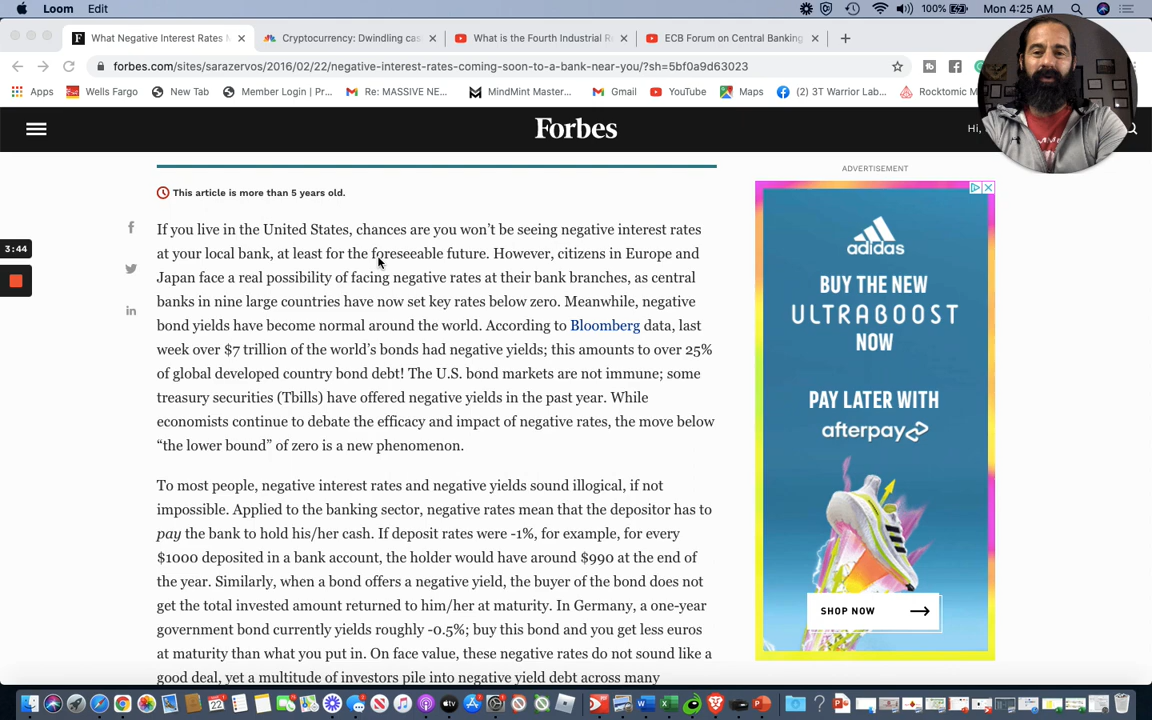 Loom Edit 100% Mon 4:25 AM
What Negative Interest Rates M
Cryptocurrency: Dwindling cas
What is the Fourth Industrial R
ECB Forum on Central Banking
forbes.com/sites/sarazervos/2016/02/22/negative-interest-rates-coming-soon-to-a-bank-near-you/?sh=5bf0a9d63023
Apps Wells Fargo New Tab Member Login | Pr... Re: MASSIVE NE... MindMint Master... Gmail YouTube Maps (2) 3T Warrior Lab... Rocktomic M
Forbes
Hi,
ADVERTISEMENT
This article is more than 5 years old.
If you live in the United States, chances are you won't be seeing negative interest rates
at your local bank, at least for the foreseeable future. However, citizens in Europe and
Japan face a real possibility of facing negative rates at their bank branches, as central
banks in nine large countries have now set key rates below zero. Meanwhile, negative
bond yields have become normal around the world. According to Bloomberg data, last
week over $7 trillion of the world's bonds had negative yields; this amounts to over 25%
of global developed country bond debt! The U.S. bond markets are not immune; some
treasury securities (Tbills) have offered negative yields in the past year. While
economists continue to debate the efficacy and impact of negative rates, the move below
“the lower bound” of zero is a new phenomenon.
To most people, negative interest rates and negative yields sound illogical, if not
impossible. Applied to the banking sector, negative rates mean that the depositor has to
pay the bank to hold his/her cash. If deposit rates were -1%, for example, for every
$1000 deposited in a bank account, the holder would have around $990 at the end of
the year. Similarly, when a bond offers a negative yield, the buyer of the bond does not
get the total invested amount returned to him/her at maturity. In Germany, a one-year
government bond currently yields roughly -0.5%; buy this bond and you get less euros
at maturity than what you put in. On face value, these negative rates do not sound like a
good deal, yet a multitude of investors pile into negative yield debt across many
3:44
adidas
BUY THE NEW
ULTRABOOST
NOW
PAY LATER WITH
afterpay
SHOP NOW